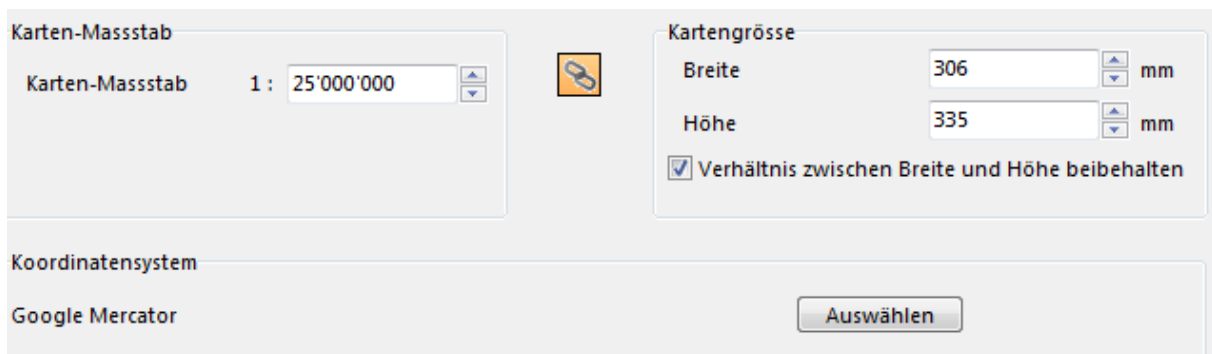 Karten-Massstab
Karten-Massstab 1 : 25'000'000
Kartengrösse
Breite 306 mm
Höhe 335 mm
Verhältnis zwischen Breite und Höhe beibehalten
Koordinatensystem
Google Mercator Auswählen